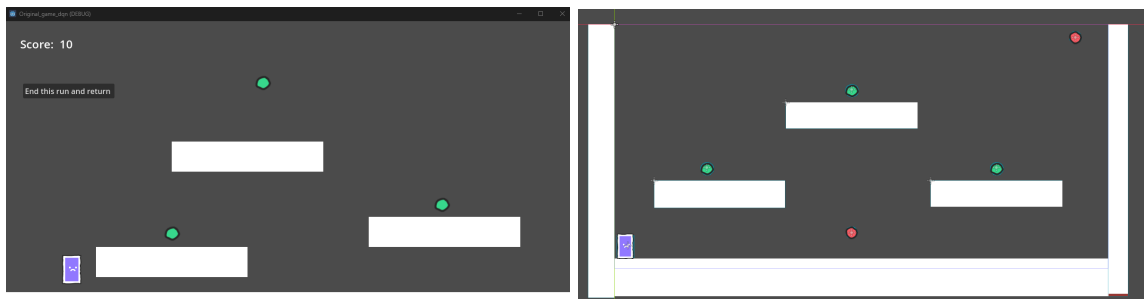 Original_game_dqn (DEBUG)
Score: 10
End this run and return